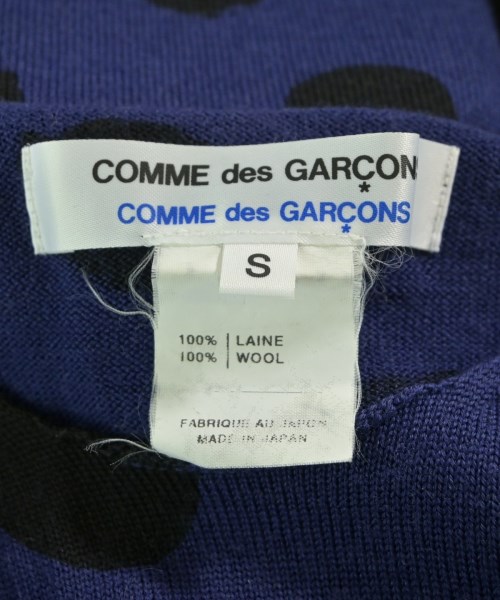 COMME des GARÇON
*
COMME des GARÇONS
*
S
100% | LAINE
100% | WOOL
FABRIQUE AU JAPON
MADE IN JAPAN